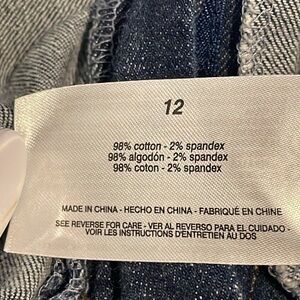 12
98% cotton - 2% spandex
98% algodón - 2% spandex
98% coton - 2% spandex
MADE IN CHINA - HECHO EN CHINA - FABRIQUÉ EN CHINE
SEE REVERSE FOR CARE - VER AL REVERSO PARA EL CUIDADO -
VOIR LES INSTRUCTIONS D'ENTRETIEN AU DOS